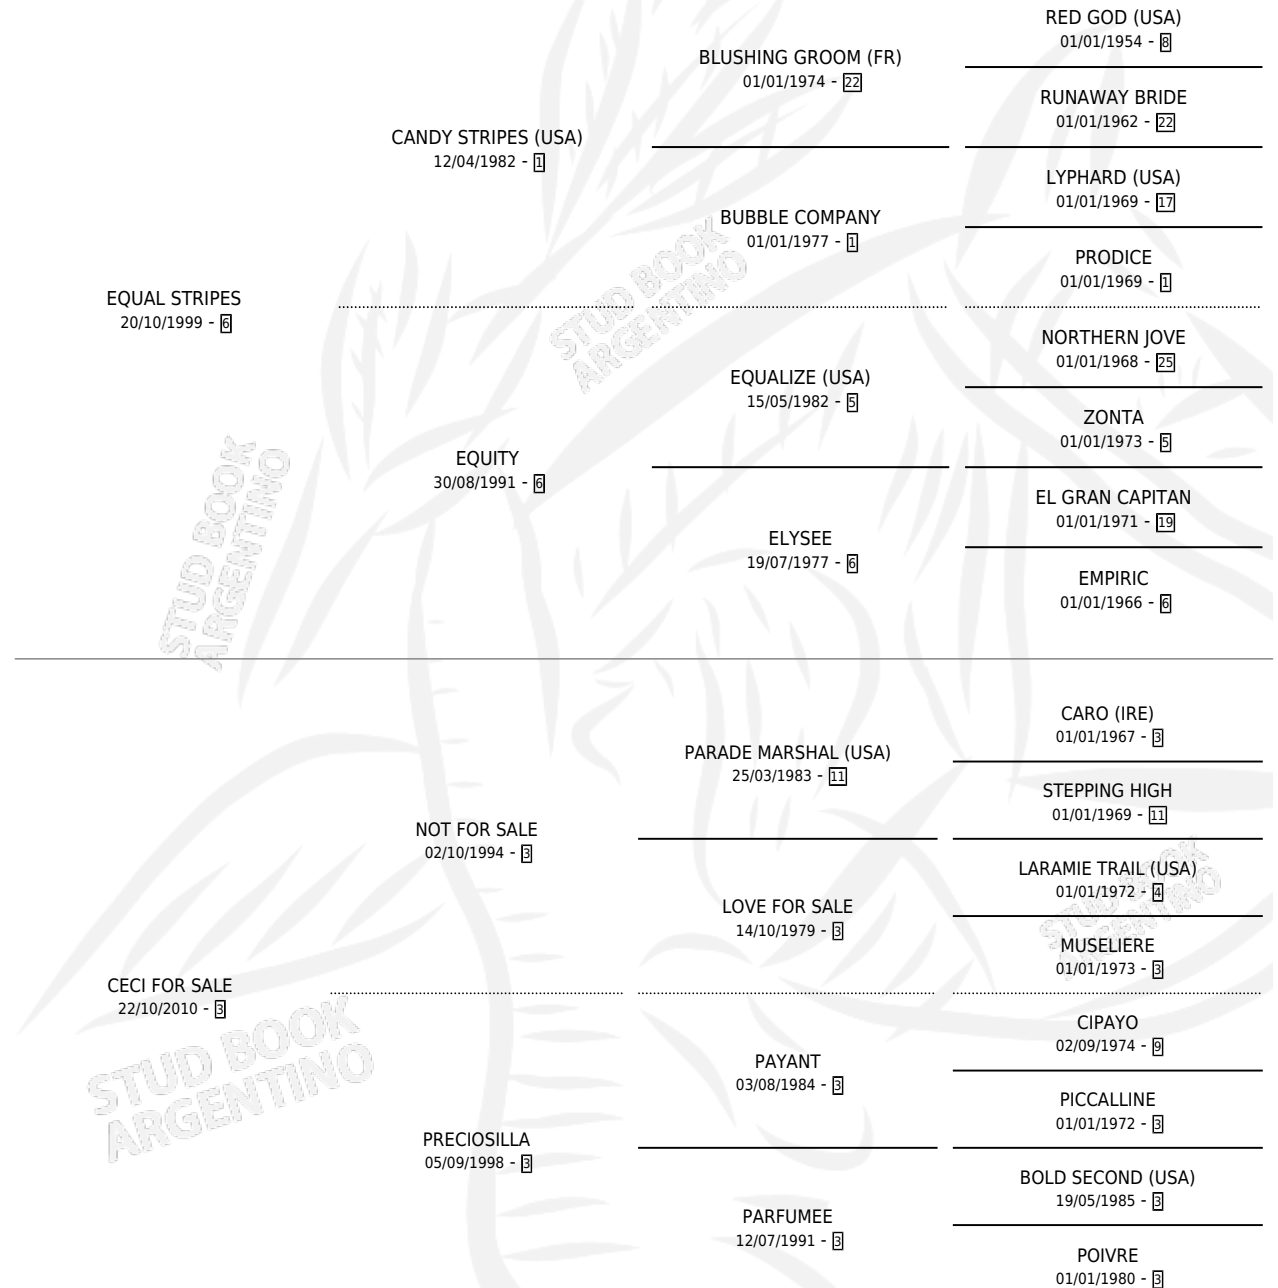 RED GOD (USA)
01/01/1954 - 8
BLUSHING GROOM (FR)
01/01/1974 - 22
RUNAWAY BRIDE
01/01/1962 - 22
CANDY STRIPES (USA)
12/04/1982 - 1
LYPHARD (USA)
01/01/1969 - 17
BUBBLE COMPANY
01/01/1977 - 1
PRODICE
01/01/1969 - 1
EQUAL STRIPES
20/10/1999 - 6
STUD BOOK
ARGENTINO
NORTHERN JOVE
01/01/1968 - 25
EQUALIZE (USA)
15/05/1982 - 5
ZONTA
01/01/1973 - 5
EQUITY
30/08/1991 - 6
EL GRAN CAPITAN
01/01/1971 - 19
ELYSEE
19/07/1977 - 6
EMPIRIC
01/01/1966 - 6
STUD BOOK
ARGENTINO
CARO (IRE)
01/01/1967 - 3
PARADE MARSHAL (USA)
25/03/1983 - 11
STEPPING HIGH
01/01/1969 - 11
NOT FOR SALE
02/10/1994 - 3
LARAMIE TRAIL (USA)
01/01/1972 - 4
LOVE FOR SALE
14/10/1979 - 3
STUD BOOK
ARGENTINO
MUSELIERE
01/01/1973 - 3
CECI FOR SALE
22/10/2010 - 3
STUD BOOK
ARGENTINO
CIPAYO
02/09/1974 - 9
PAYANT
03/08/1984 - 3
PICCALLINE
01/01/1972 - 3
PRECIOSILLA
05/09/1998 - 3
BOLD SECOND (USA)
19/05/1985 - 3
PARFUMEE
12/07/1991 - 3
POIVRE
01/01/1980 - 3